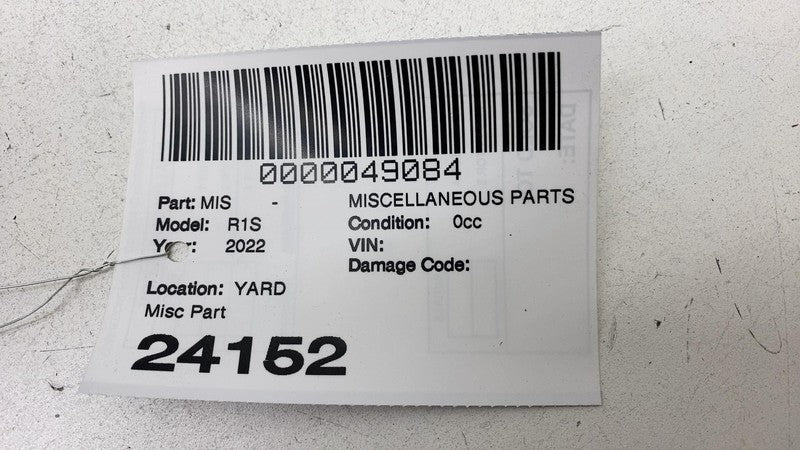 0000049084
Part: MIS - MISCELLANEOUS PARTS
Model: R1S Condition: 0cc
Year: 2022 VIN:
Damage Code:
Location: YARD
Misc Part
24152
DATE: